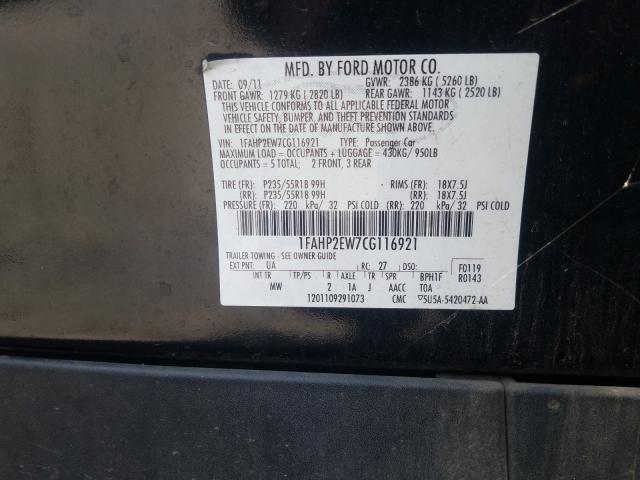 MFD. BY FORD MOTOR CO.
DATE: 09/11 GVWR: 2386 KG ( 5260 LB)
FRONT GAWR: 1279 KG ( 2820 LB) REAR GAWR: 1143 KG ( 2520 LB)
THIS VEHICLE CONFORMS TO ALL APPLICABLE FEDERAL MOTOR
VEHICLE SAFETY, BUMPER, AND THEFT PREVENTION STANDARDS
IN EFFECT ON THE DATE OF MANUFACTURE SHOWN ABOVE.
VIN: 1FAHP2EW7CG116921 TYPE: Passenger Car
MAXIMUM LOAD = OCCUPANTS + LUGGAGE = 430KG/ 950LB
OCCUPANTS = 5 TOTAL: 2 FRONT, 3 REAR
TIRE (FR): P235/55R18 99H RIMS (FR): 18X7.5J
(RR): P235/55R18 99H (RR): 18X7.5J
PRESSURE (FR): 220 kPa/ 32 PSI COLD (RR): 220 kPa/ 32 PSI COLD
1FAHP2EW7CG116921
TRAILER TOWING - SEE OWNER GUIDE
EXT PNT: UA RC: 27 DSO: F0119
INT TR TP/PS R AXLE TR SPR BPH1F R0143
MW 2 1A J AACC TOA
1201109291073 CMC ▽5U5A-5420472-AA